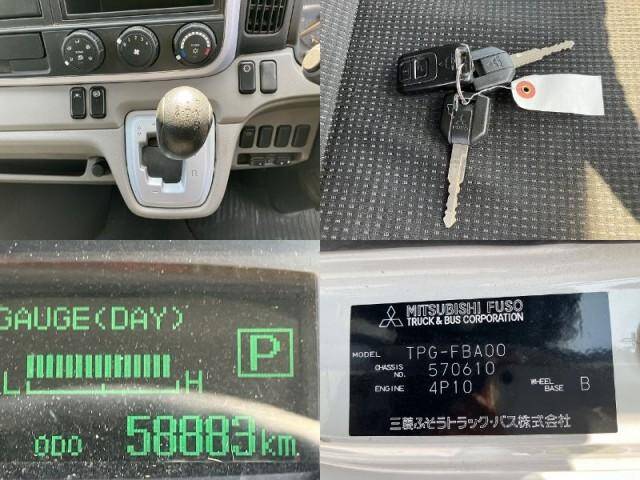 GAUGE(DAY)
P
L H
ODO 58883km
MITSUBISHI FUSO
TRUCK & BUS CORPORATION
MODEL TPG-FBA00
CHASSIS NO. 570610
ENGINE 4P10 WHEEL BASE B
三菱ふそうトラック・バス株式会社